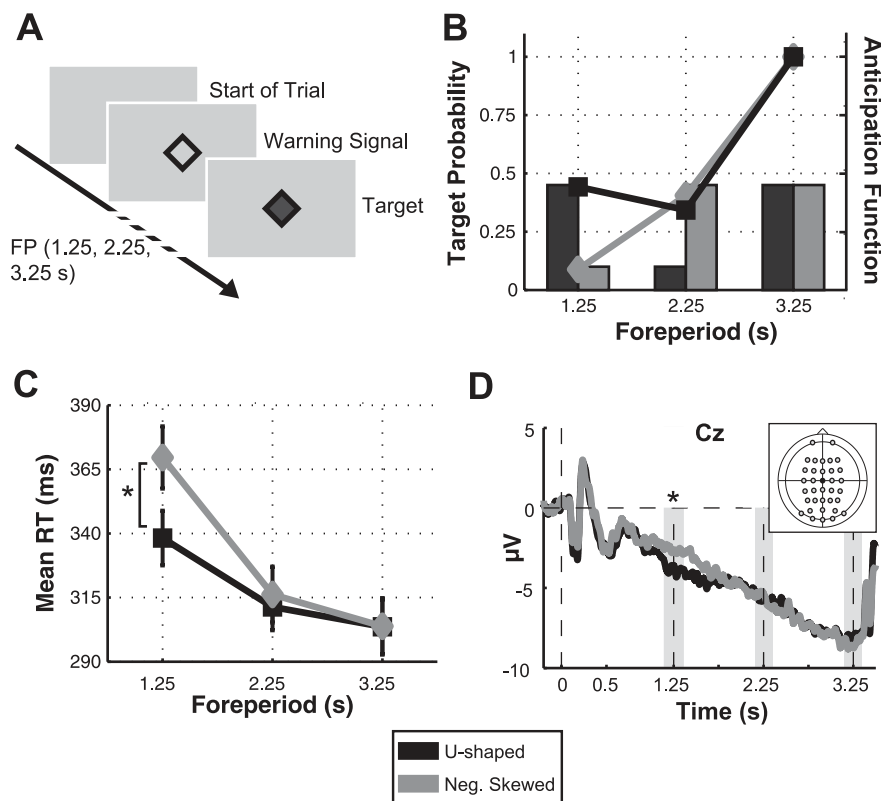 A
Start of Trial
Warning Signal
Target
FP (1.25, 2.25,
3.25 s)
B
Target Probability
1
0.75
0.5
0.25
0
1.25 2.25 3.25
Foreperiod (s)
Anticipation Function
C
Mean RT (ms)
390
365
340
315
290
*
1.25 2.25 3.25
Foreperiod (s)
D
Cz
µV
5
0
-5
-10
*
0 0.5 1.25 2.25 3.25
Time (s)
U-shaped
Neg. Skewed